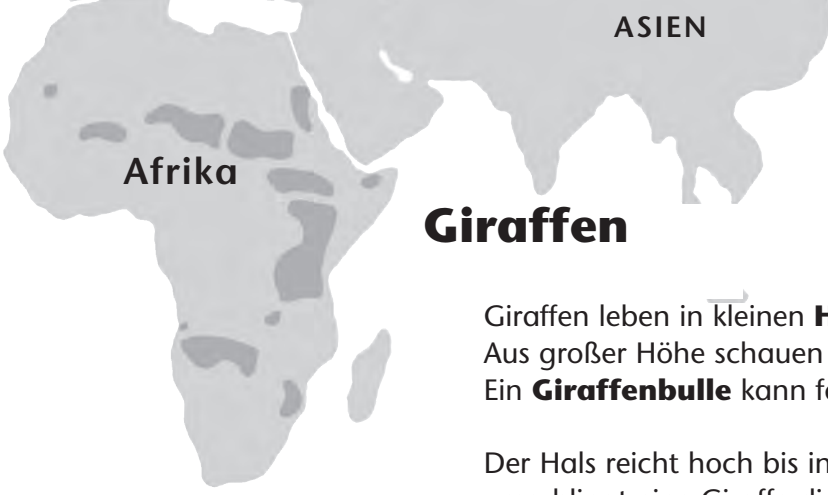 ASIEN
Afrika
Giraffen
Giraffen leben in kleinen
Aus großer Höhe schauen
Ein Giraffenbulle kann
Der Hals reicht hoch bis